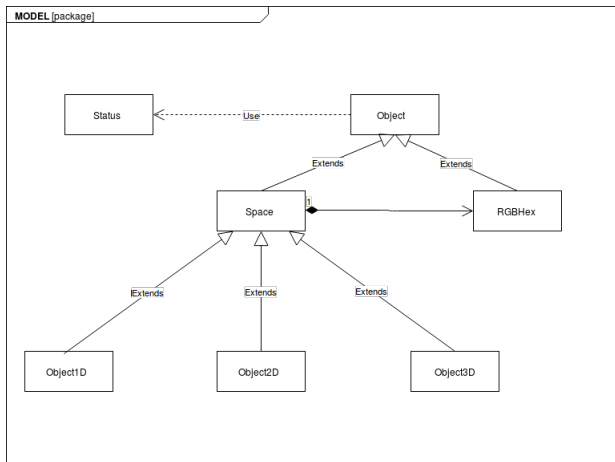 MODEL [package]
Status
Use
Object
Extends
Extends
Space
1
RGBHex
Extends
Extends
Extends
Object1D
Object2D
Object3D